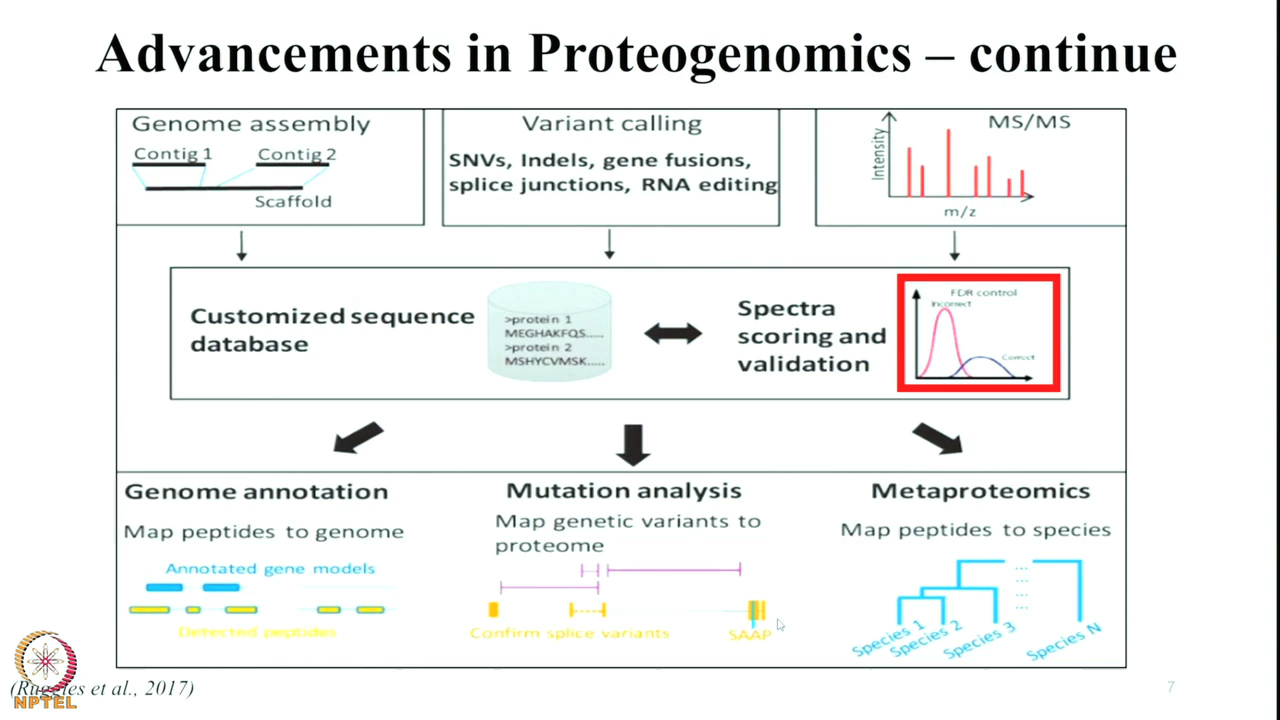 Advancements in Proteogenomics – continue
Genome assembly
Contig 1
Contig 2
Scaffold
Variant calling
SNVs, Indels, gene fusions,
splice junctions, RNA editing
MS/MS
Intensity
m/z
Customized sequence
database
>protein 1
MEGHAKFQS.....
>protein 2
MSHYCVMSK....
Spectra
scoring and
validation
FDR control
Incorrect
Correct
Genome annotation
Map peptides to genome
Annotated gene models
Detected peptides
Mutation analysis
Map genetic variants to
proteome
Confirm splice variants
SAAP
Metaproteomics
Map peptides to species
...
...
...
...
Species 1
Species 2
Species 3
Species N
(Ruggles et al., 2017)
NPTEL
7